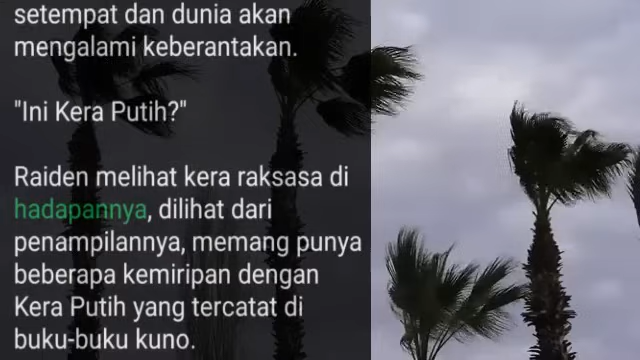 setempat dan dunia akan
mengalami keberantakan.
"Ini Kera Putih?"
Raiden melihat kera raksasa di
hadapannya, dilihat dari
penampilannya, memang punya
beberapa kemiripan dengan
Kera Putih yang tercatat di
buku-buku kuno.